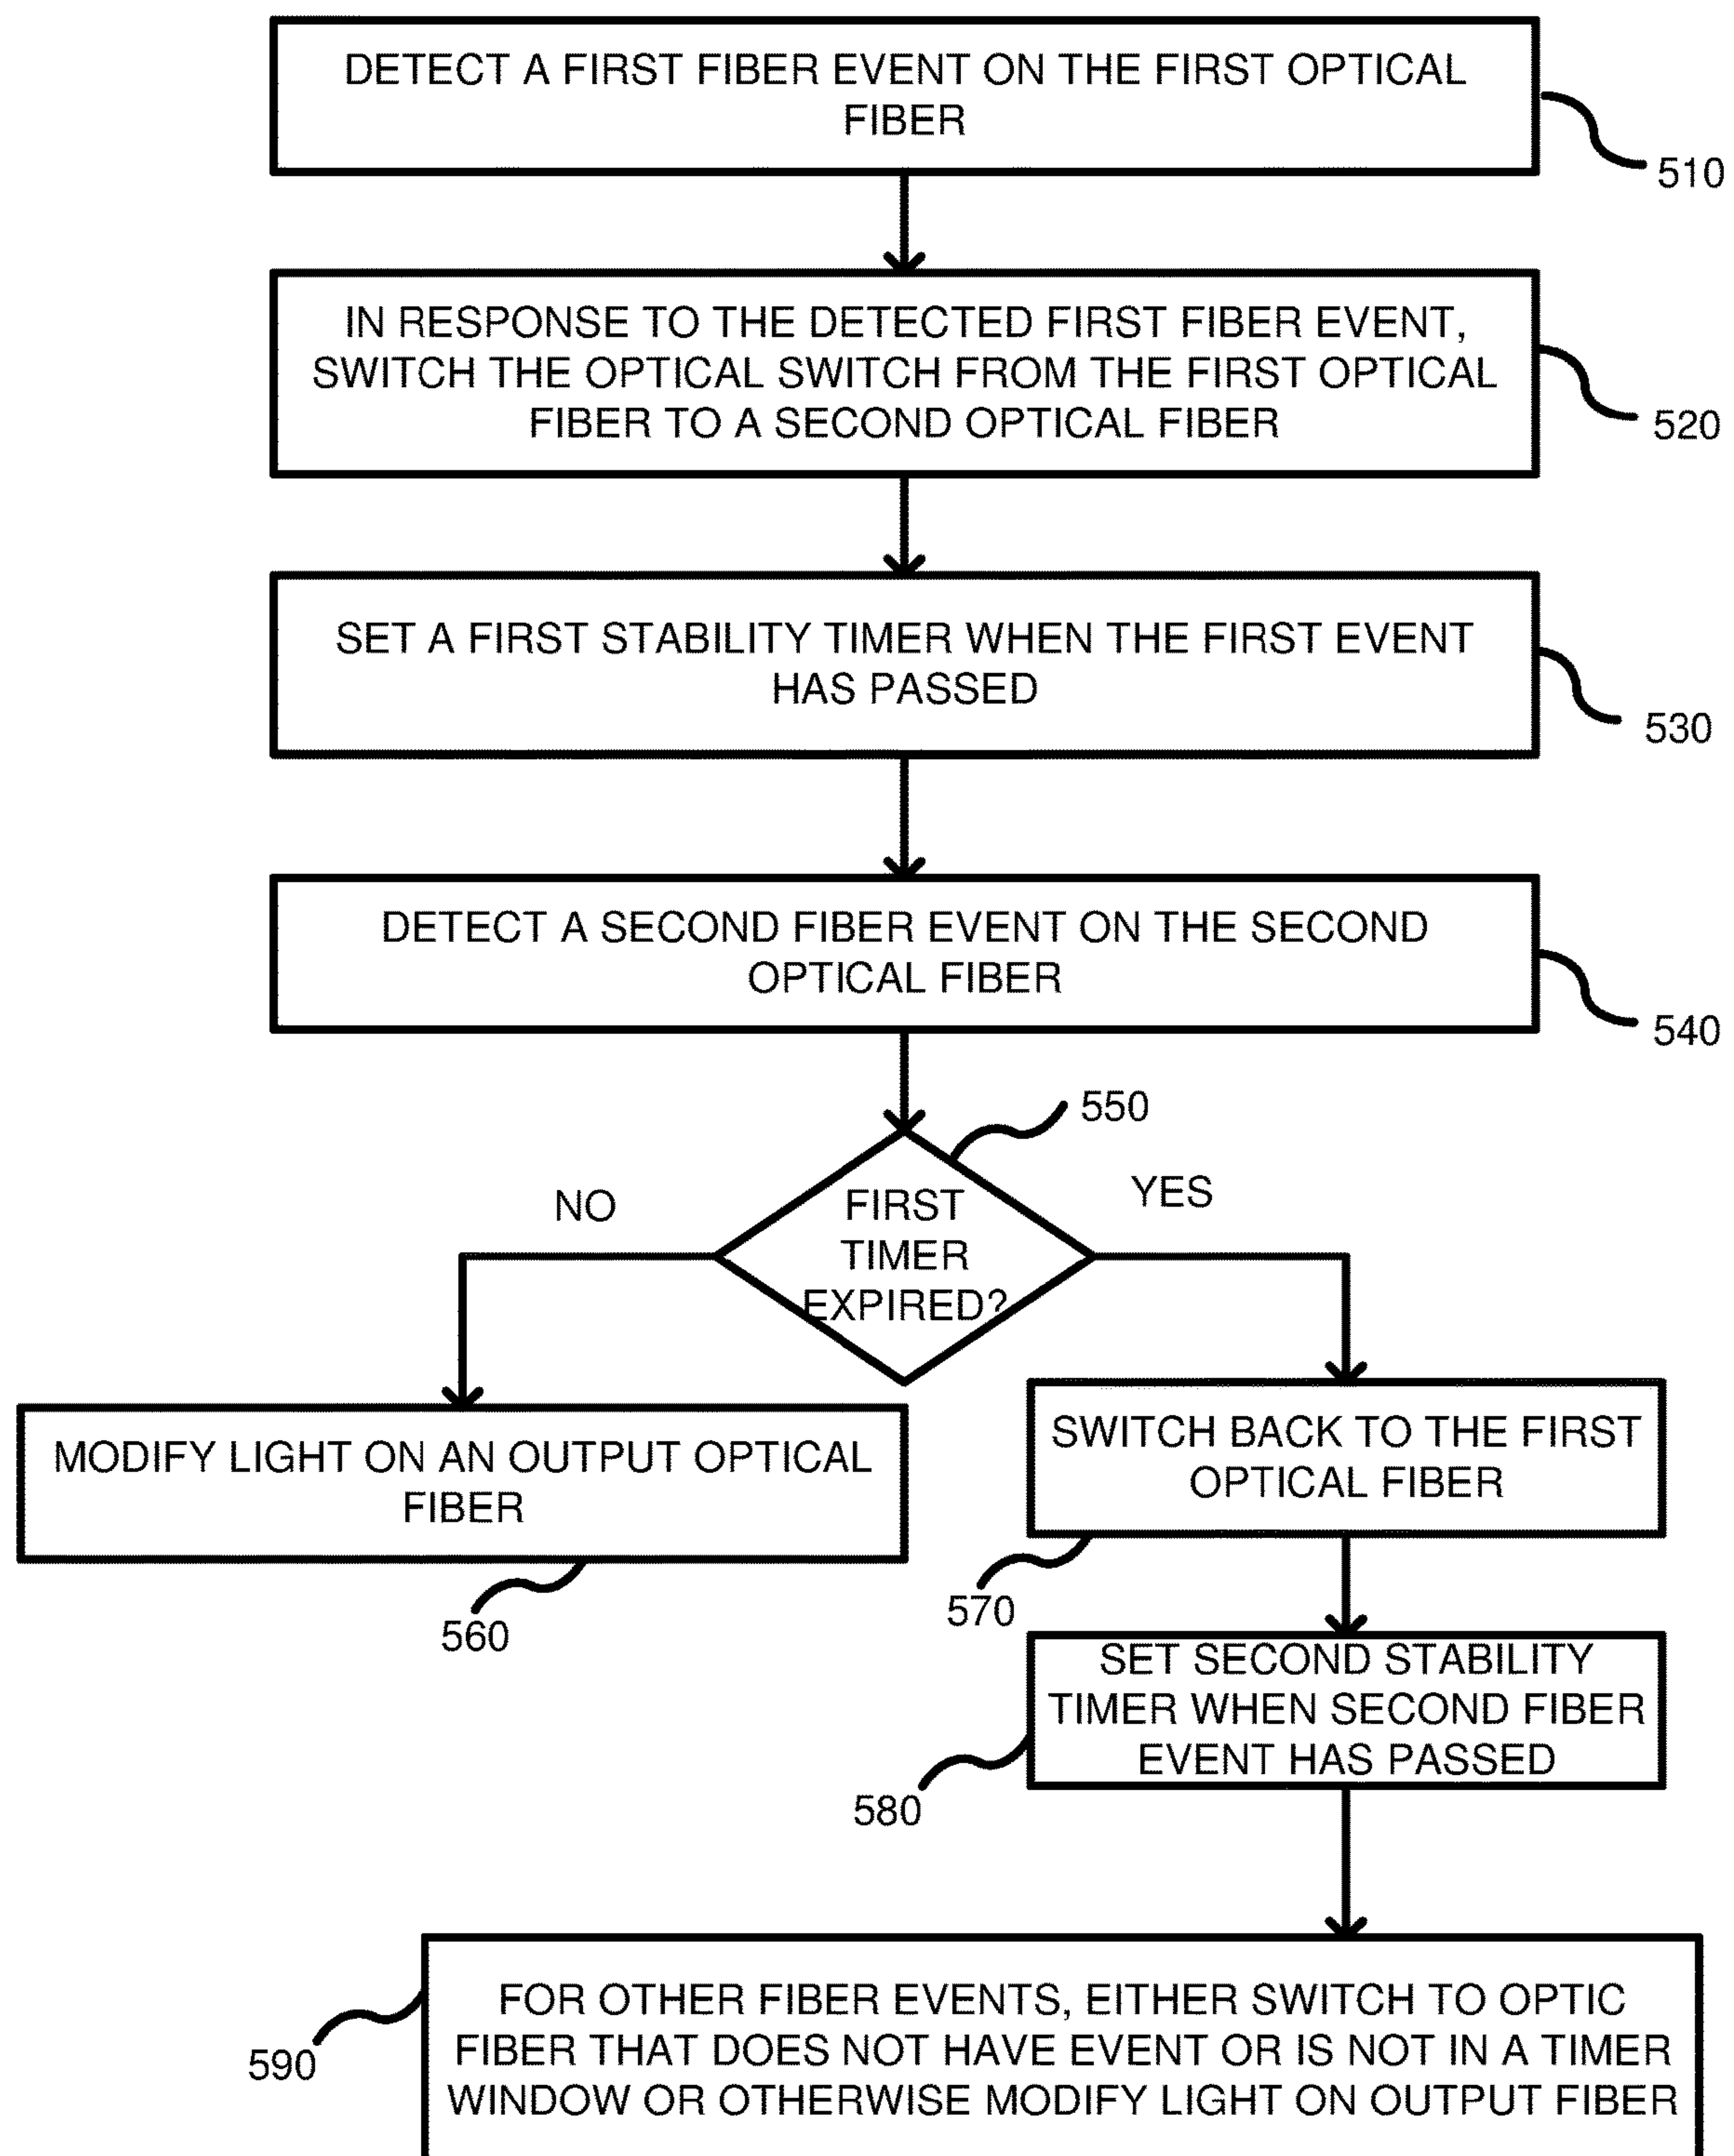 DETECT A FIRST FIBER EVENT ON THE FIRST OPTICAL
FIBER
510
IN RESPONSE TO THE DETECTED FIRST FIBER EVENT,
SWITCH THE OPTICAL SWITCH FROM THE FIRST OPTICAL
FIBER TO A SECOND OPTICAL FIBER
520
SET A FIRST STABILITY TIMER WHEN THE FIRST EVENT
HAS PASSED
530
DETECT A SECOND FIBER EVENT ON THE SECOND
OPTICAL FIBER
540
550
NO
YES
FIRST
TIMER
EXPIRED?
MODIFY LIGHT ON AN OUTPUT OPTICAL
FIBER
560
SWITCH BACK TO THE FIRST
OPTICAL FIBER
570
SET SECOND STABILITY
TIMER WHEN SECOND FIBER
EVENT HAS PASSED
580
FOR OTHER FIBER EVENTS, EITHER SWITCH TO OPTIC
FIBER THAT DOES NOT HAVE EVENT OR IS NOT IN A TIMER
WINDOW OR OTHERWISE MODIFY LIGHT ON OUTPUT FIBER
590